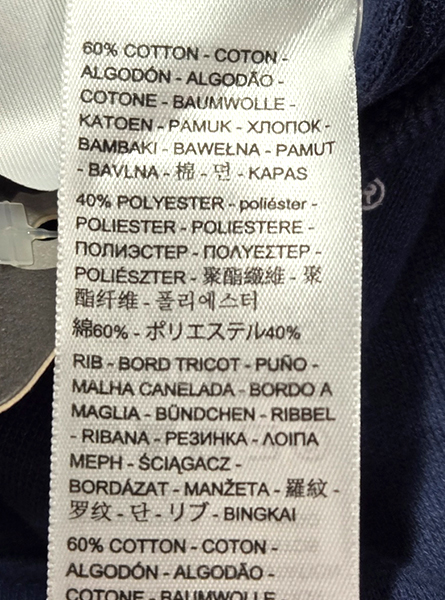 60% COTTON - COTON -
ALGODÓN - ALGODÃO -
COTONE - BAUMWOLLE -
KATOEN - PAMUK - ХЛОПОК -
BAMBAKI - BAWEŁNA - PAMUT
- BAVLNA - 棉 - 면 - KAPAS
40% POLYESTER - poliéster -
POLIESTER - POLIESTERE -
ПОЛИЭСТЕР - ΠΟΛΥΕΣΤΕΡ -
POLIÉSZTER - 聚酯纖維 - 聚
酯纤维 - 폴리에스터
綿60% - ポリエステル40%
RIB - BORD TRICOT - PUÑO -
MALHA CANELADA - BORDO A
MAGLIA - BÜNDCHEN - RIBBEL
- RIBANA - РЕЗИНКА - ΛΟΙΠΑ
ΜΕΡΗ - ŚCIĄGACZ -
BORDÁZAT - MANŽETA - 羅紋 -
罗纹 - 단 - リブ - BINGKAI
60% COTTON - COTON -
ALGODÓN - ALGODÃO -
COTONE - BAUMWOLLE -
®